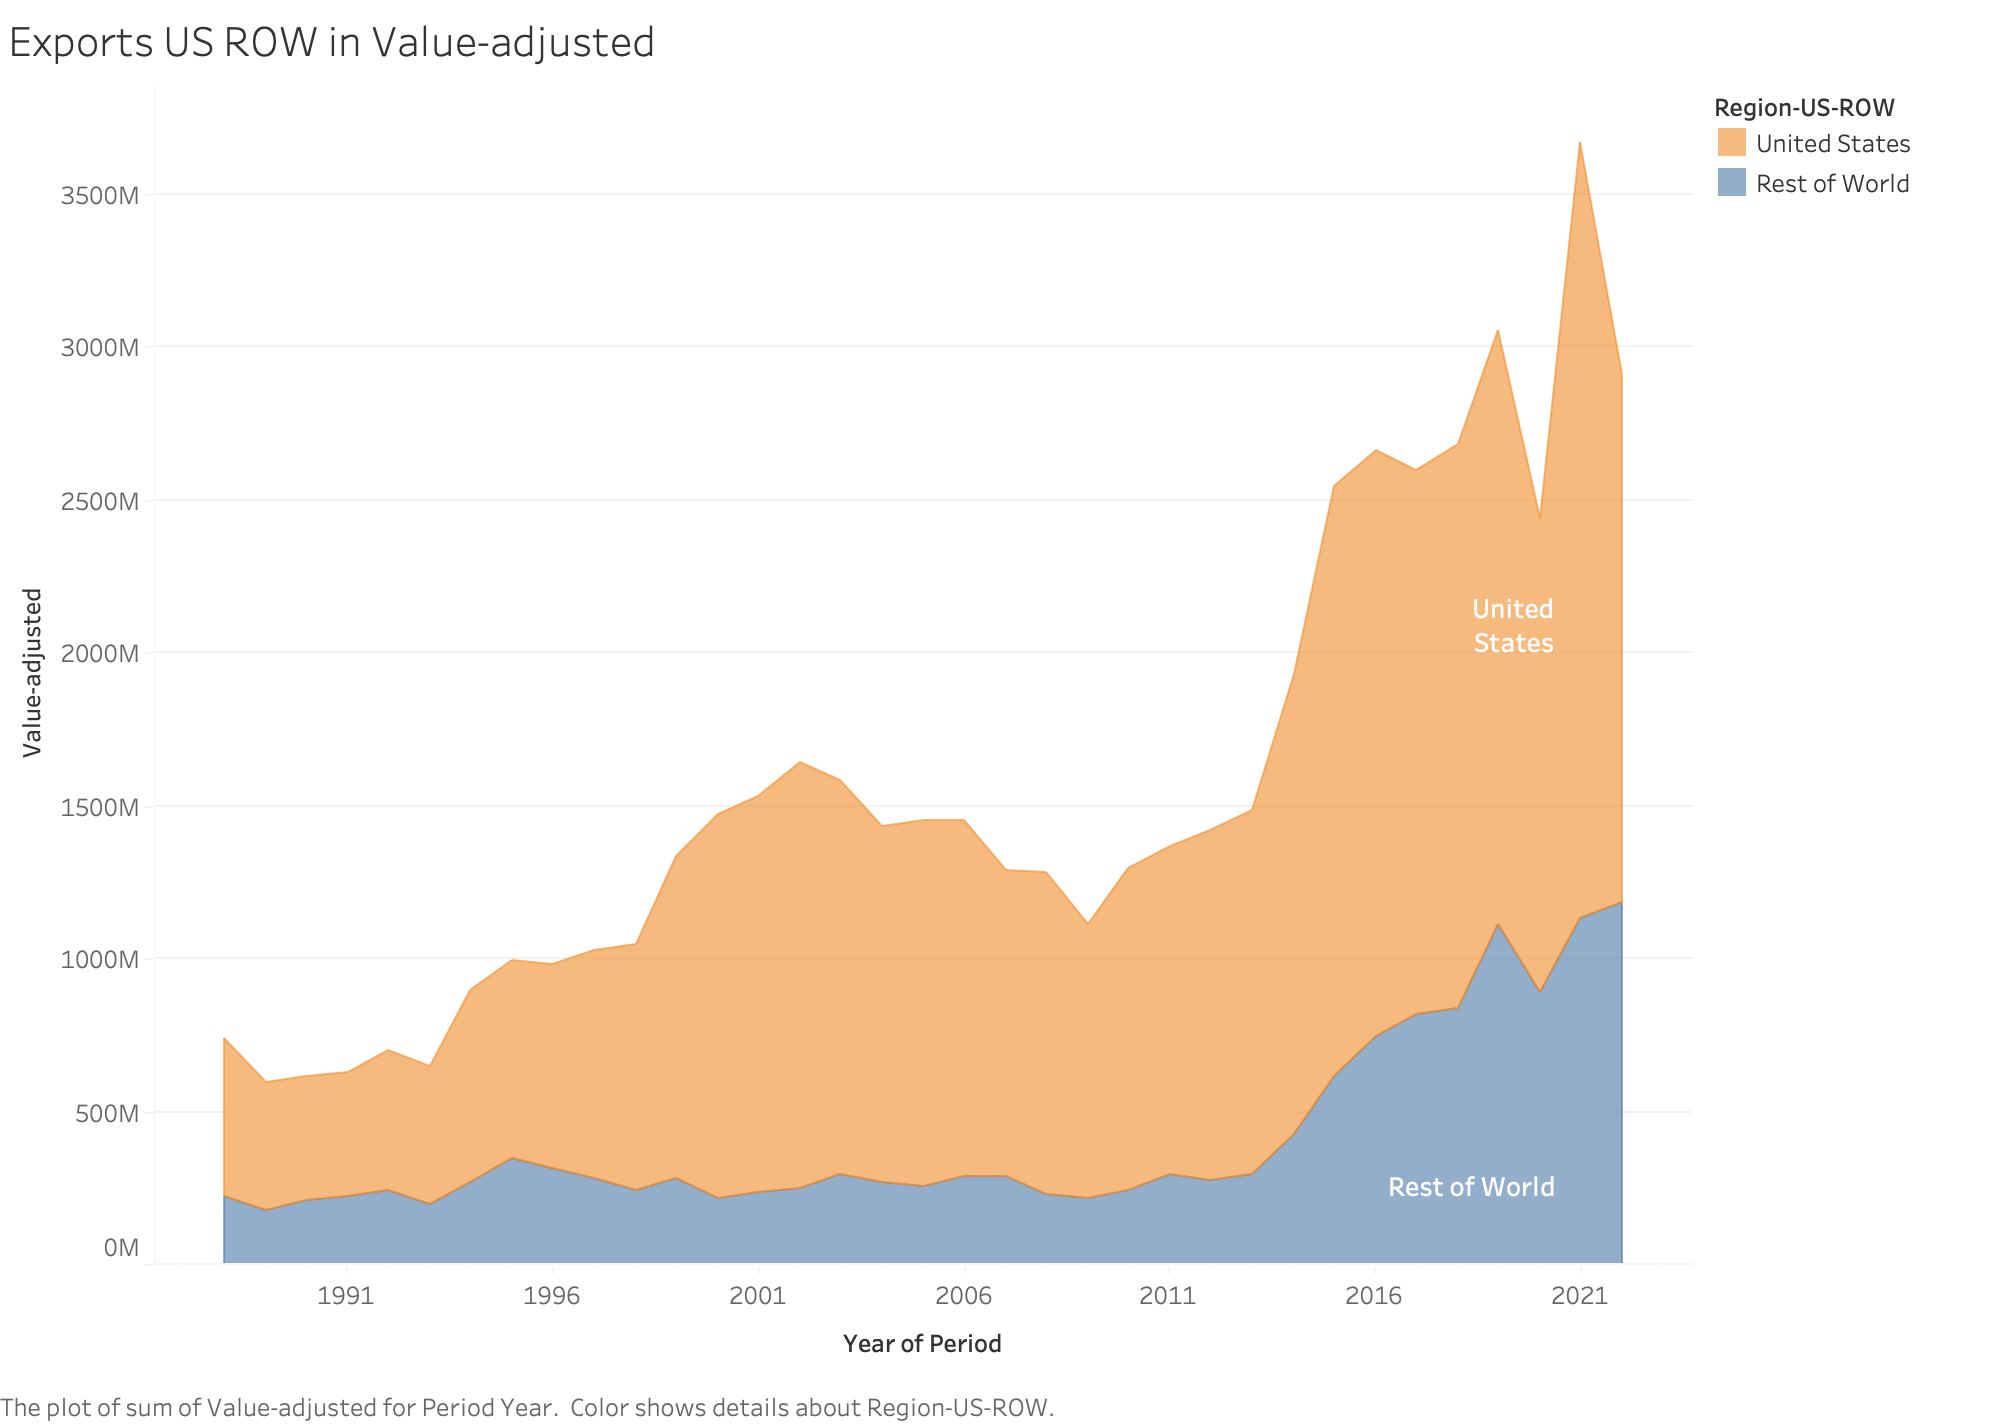 Exports US ROW in Value-adjusted
Region-US-ROW
United States
Rest of World
3500M
3000M
2500M
2000M
1500M
1000M
500M
0M
Value-adjusted
United
States
Rest of World
1991
1996
2001
2006
2011
2016
2021
Year of Period
The plot of sum of Value-adjusted for Period Year.  Color shows details about Region-US-ROW.